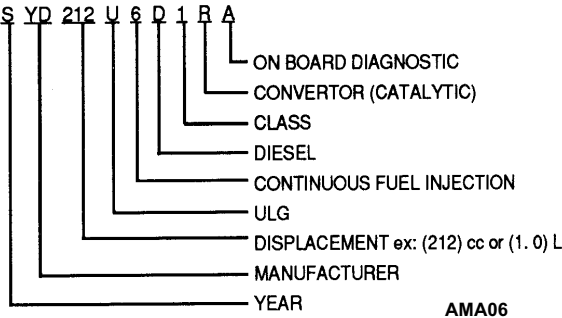 S YD 212 U 6 D 1 R A
ON BOARD DIAGNOSTIC
CONVERTOR (CATALYTIC)
CLASS
DIESEL
CONTINUOUS FUEL INJECTION
ULG
DISPLACEMENT ex: (212) cc or (1. 0) L
MANUFACTURER
YEAR
AMA06